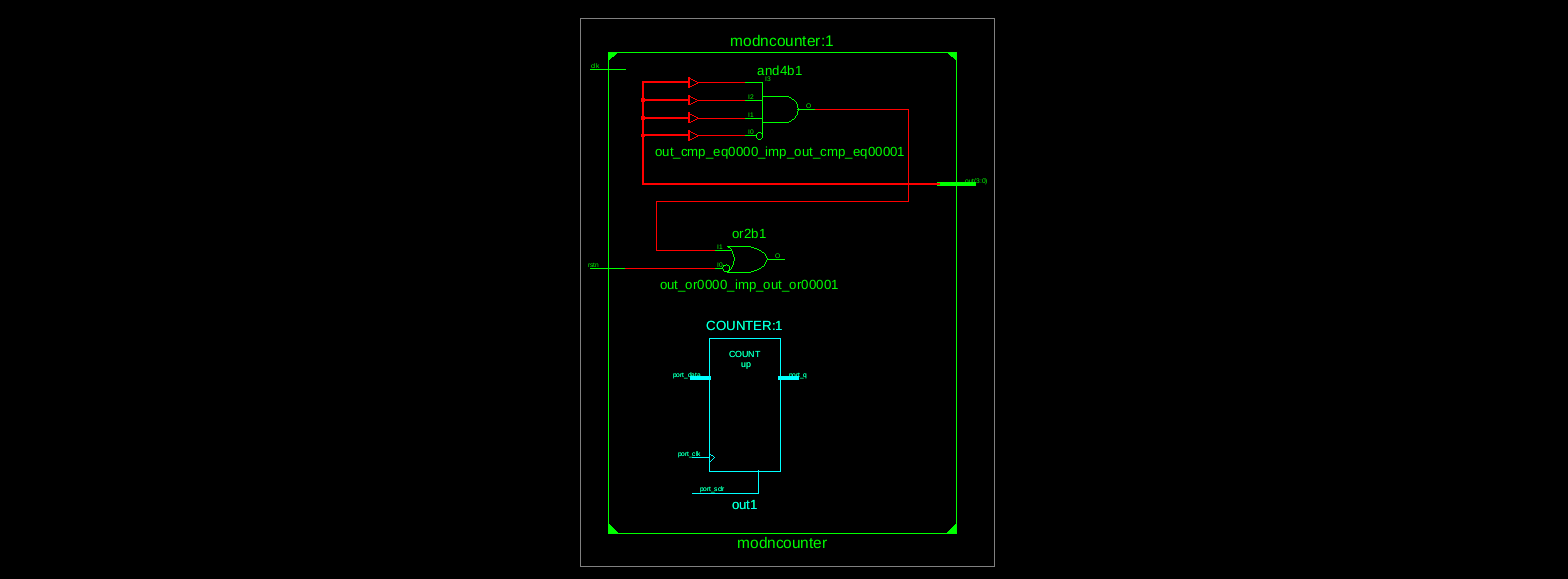 modncounter:1
clk
and4b1
I3
I2
O
I1
I0
out_cmp_eq0000_imp_out_cmp_eq00001
out(3:0)
or2b1
I1
O
I0
rstn
out_or0000_imp_out_or00001
COUNTER:1
COUNT
up
port_data
port_q
port_clk
port_sclr
out1
modncounter